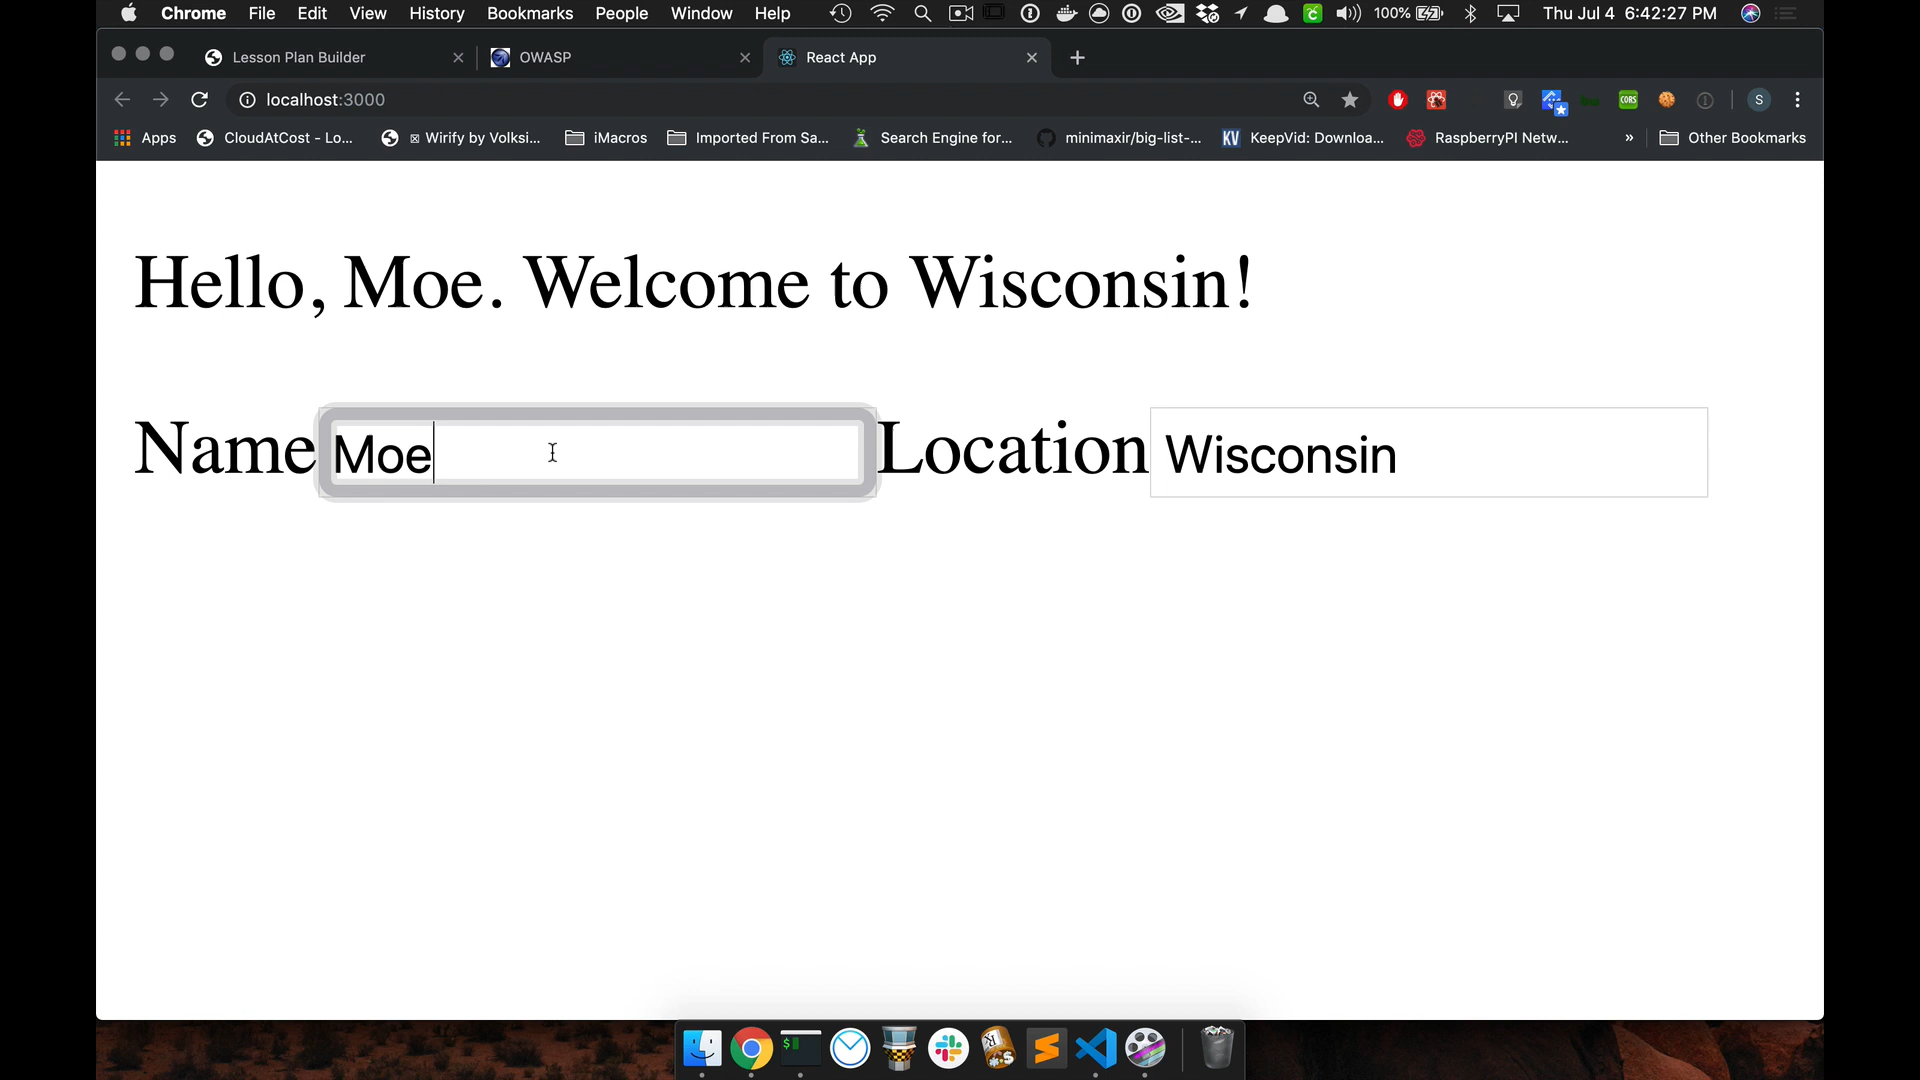 Chrome File Edit View History Bookmarks People Window Help 100% Thu Jul 4 6:42:27 PM
Lesson Plan Builder OWASP React App
localhost:3000 CORS S
Apps CloudAtCost - Lo... Wirify by Volksi... iMacros Imported From Sa... Search Engine for... minimaxir/big-list-... KV KeepVid: Downloa... RaspberryPI Netw... » Other Bookmarks
Hello, Moe. Welcome to Wisconsin!
Name Moe Location Wisconsin